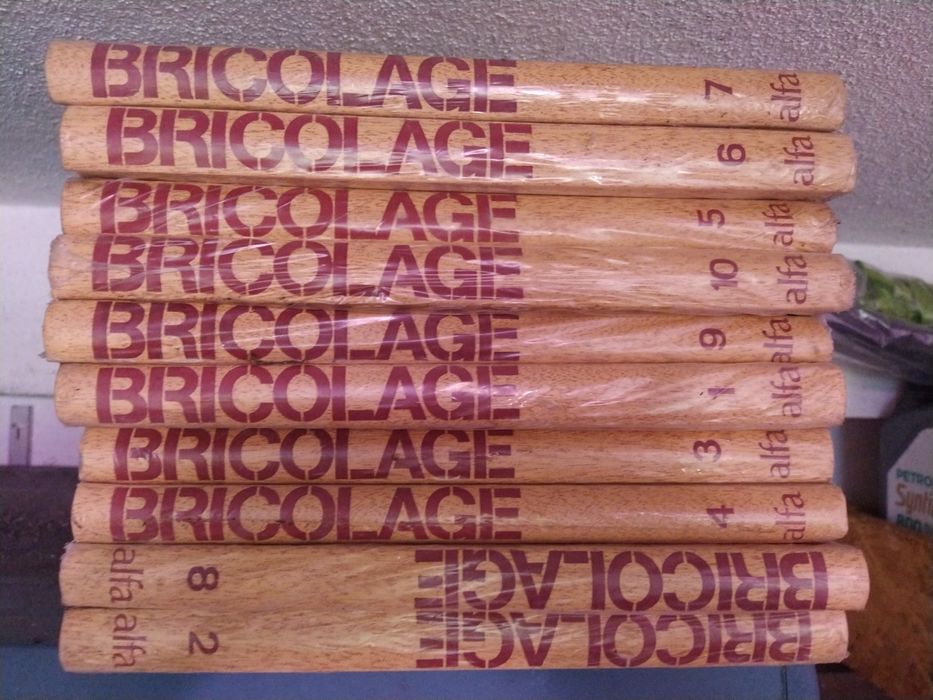 BRICOLAGE 7 alfa
BRICOLAGE 6 alfa
BRICOLAGE 5 alfa
BRICOLAGE 10 alfa
BRICOLAGE 9 alfa
BRICOLAGE 1 alfa
BRICOLAGE 3 alfa
BRICOLAGE 4 alfa
BRICOLAGE 8 alfa
BRICOLAGE 2 alfa